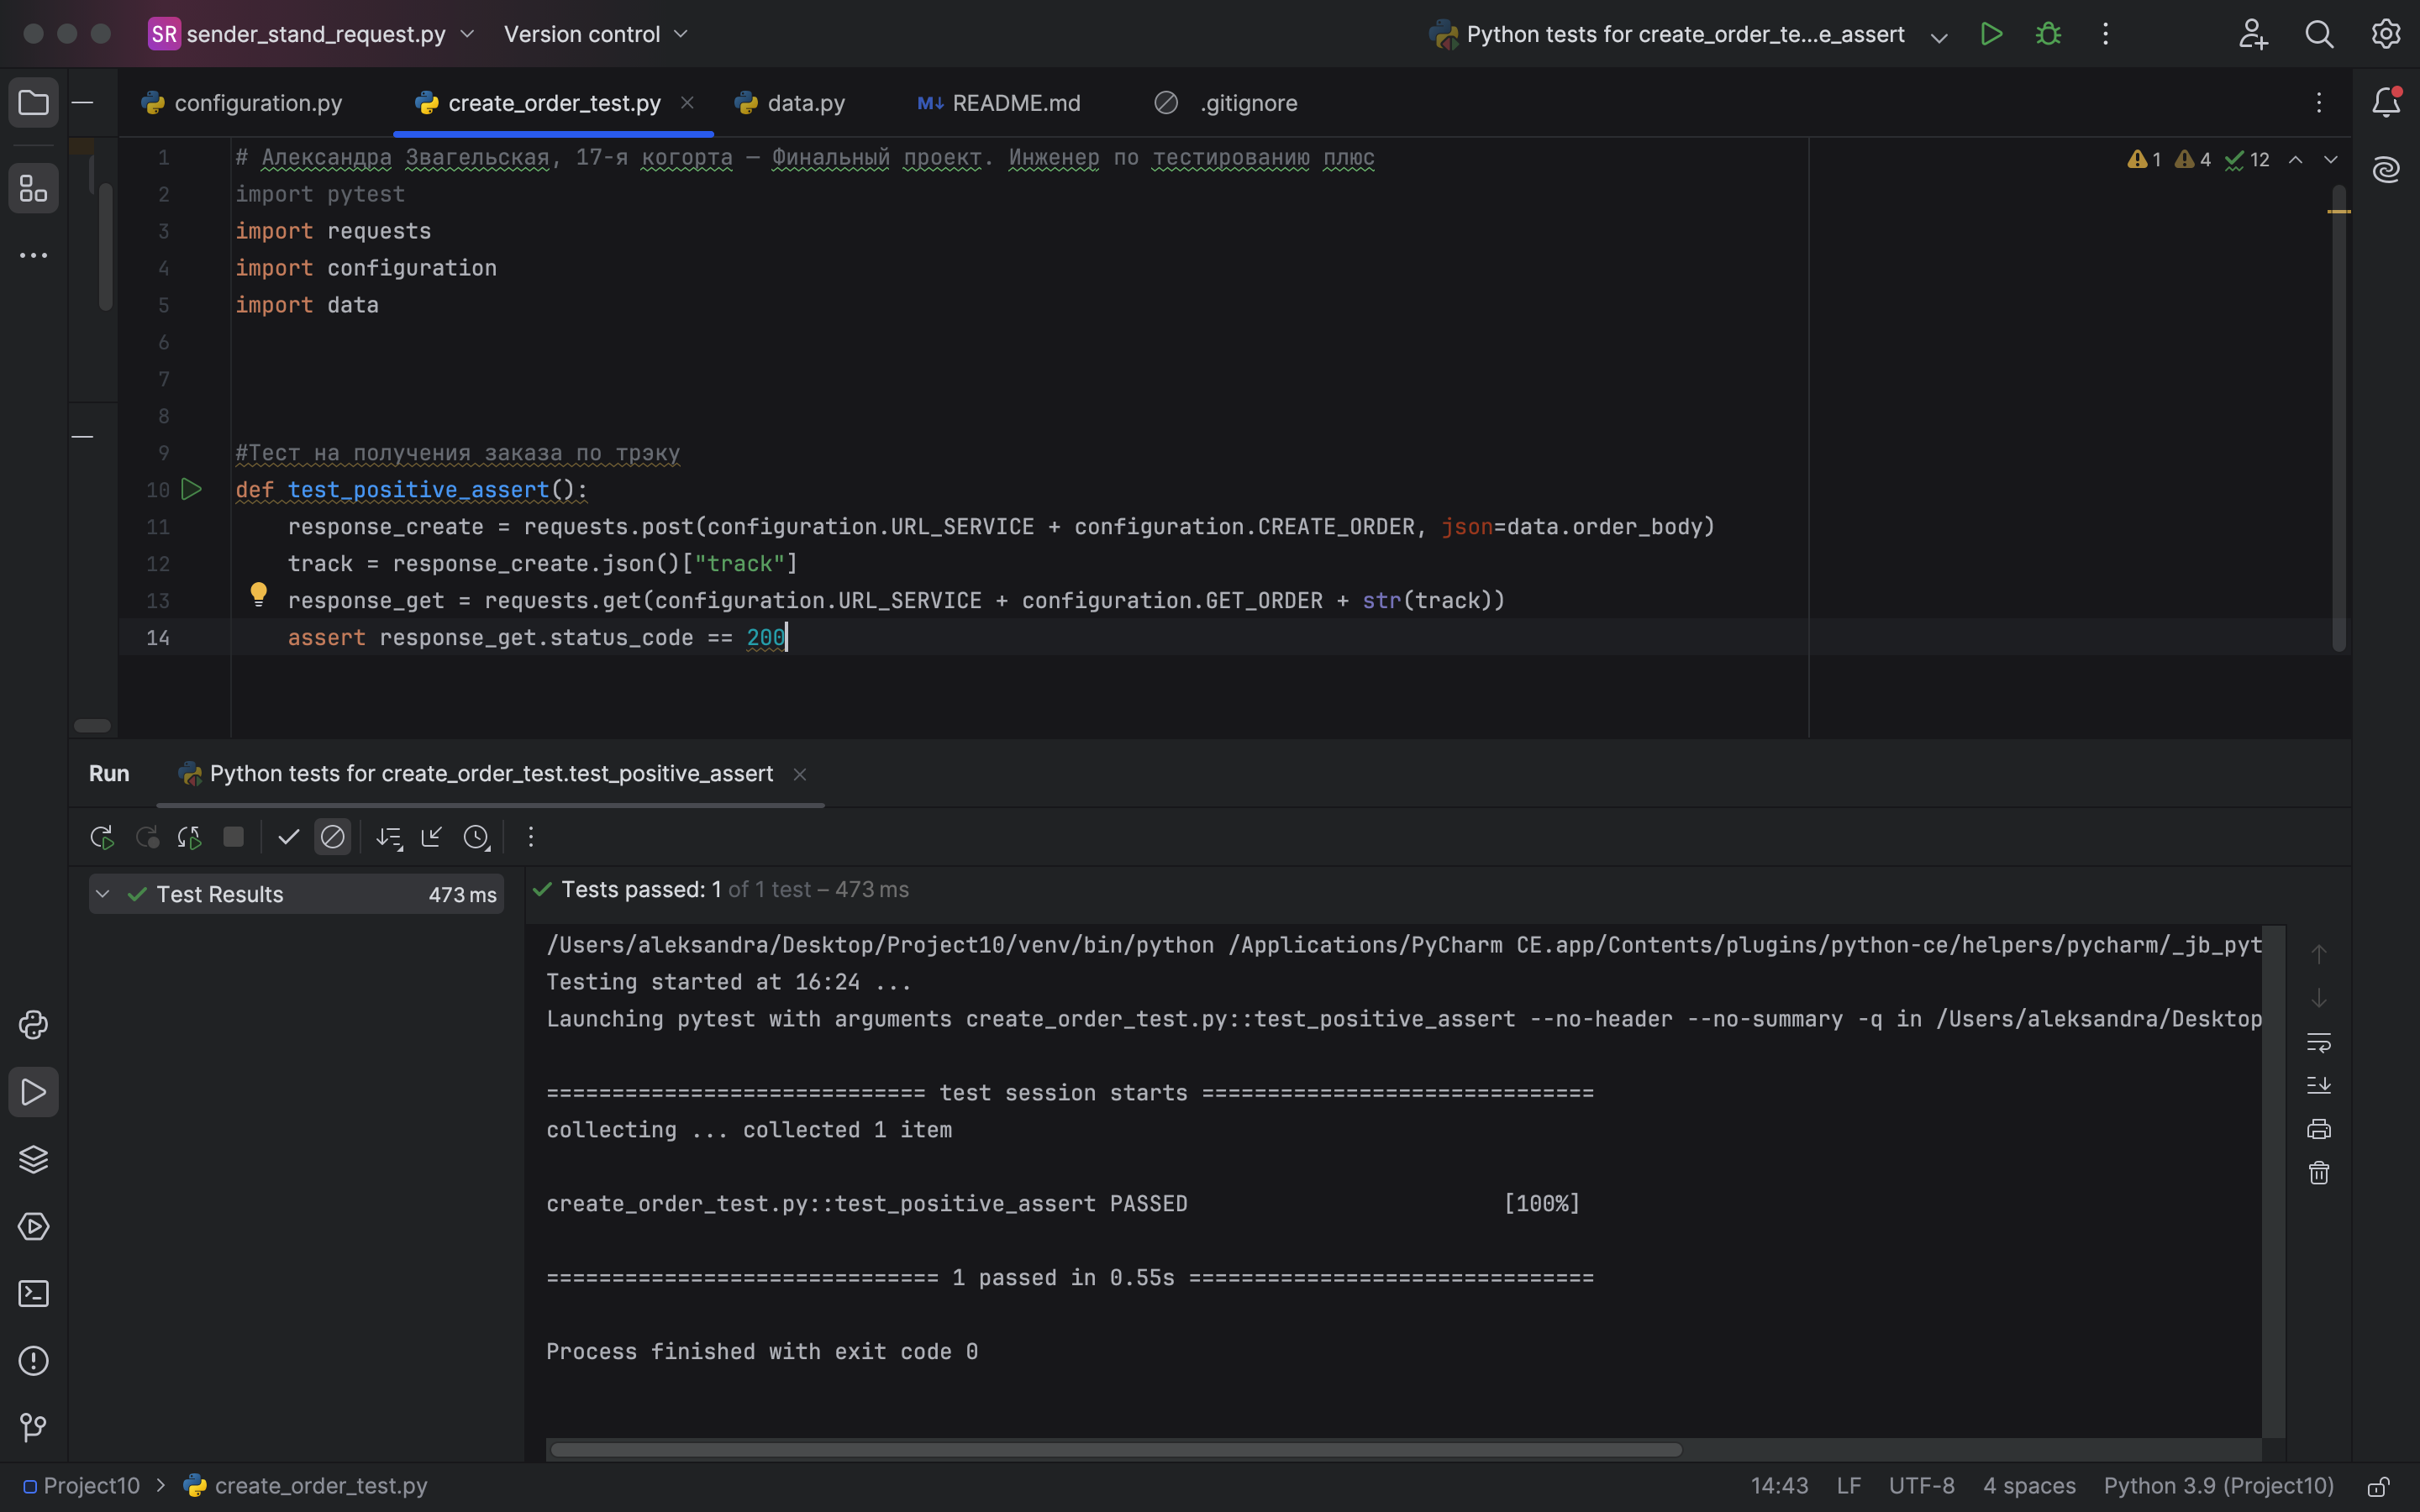 SR sender_stand_request.py Version control Python tests for create_order_te...e_assert
configuration.py create_order_test.py data.py M↓ README.md .gitignore
1 # Александра Звагельская, 17-я когорта — Финальный проект. Инженер по тестированию плюс 1 4 12
2 import pytest
3 import requests
4 import configuration
5 import data
6
7
8
9 #Тест на получения заказа по трэку
10 def test_positive_assert():
11 response_create = requests.post(configuration.URL_SERVICE + configuration.CREATE_ORDER, json=data.order_body)
12 track = response_create.json()["track"]
13 response_get = requests.get(configuration.URL_SERVICE + configuration.GET_ORDER + str(track))
14 assert response_get.status_code == 200
Run Python tests for create_order_test.test_positive_assert
Test Results 473 ms
Tests passed: 1 of 1 test – 473 ms
/Users/aleksandra/Desktop/Project10/venv/bin/python /Applications/PyCharm CE.app/Contents/plugins/python-ce/helpers/pycharm/_jb_pyt
Testing started at 16:24 ...
Launching pytest with arguments create_order_test.py::test_positive_assert --no-header --no-summary -q in /Users/aleksandra/Desktop
============================= test session starts ==============================
collecting ... collected 1 item
create_order_test.py::test_positive_assert PASSED [100%]
============================== 1 passed in 0.55s ===============================
Process finished with exit code 0
Project10 > create_order_test.py 14:43 LF UTF-8 4 spaces Python 3.9 (Project10)